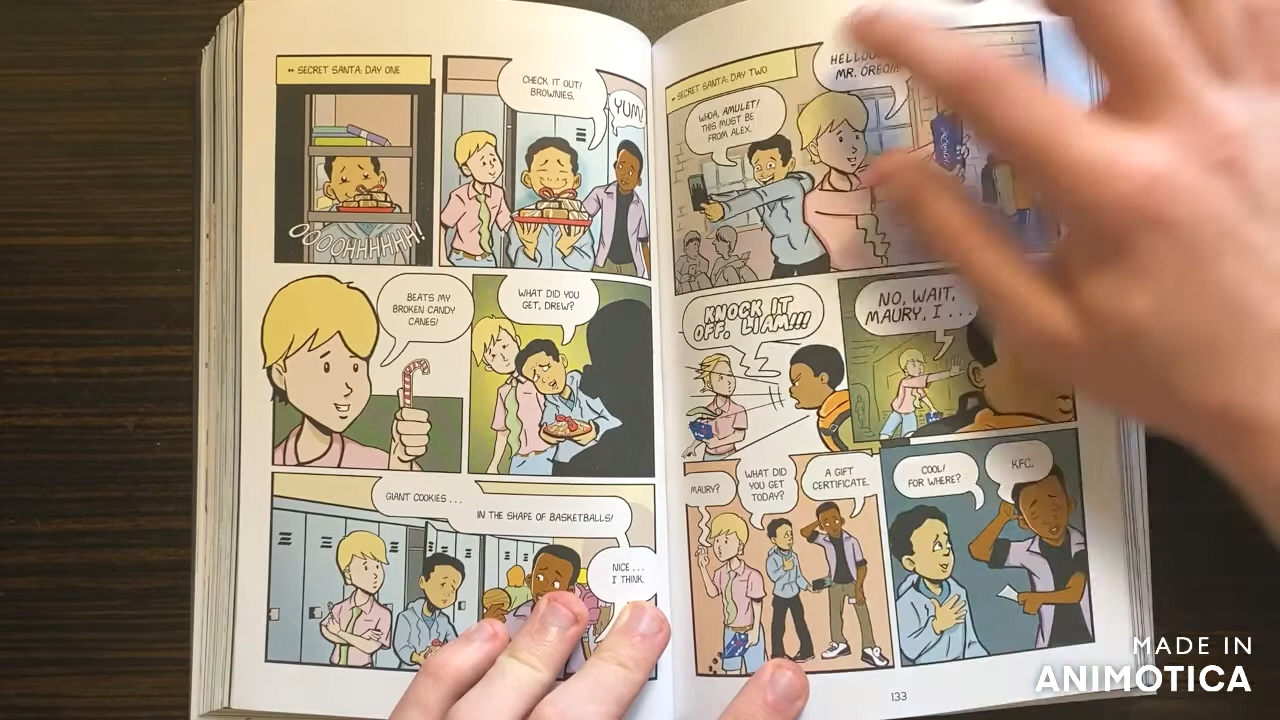 SECRET SANTA: DAY ONE
OOOOHHHHHH!
CHECK IT OUT!
BROWNIES.
YUM!
BEATS MY
BROKEN CANDY
CANES!
WHAT DID YOU
GET, DREW?
GIANT COOKIES . . .
IN THE SHAPE OF BASKETBALLS!
NICE . . .
I THINK.
SECRET SANTA: DAY TWO
WHOA, AMULET!
THIS MUST BE
FROM ALEX.
MR. OREO!
KNOCK IT
OFF, LIAM!!!
NO, WAIT,
MAURY, I . . .
MAURY?
WHAT DID
YOU GET
TODAY?
A GIFT
CERTIFICATE.
COOL!
FOR WHERE?
KFC.
133
MADE IN
ANIMOTICA